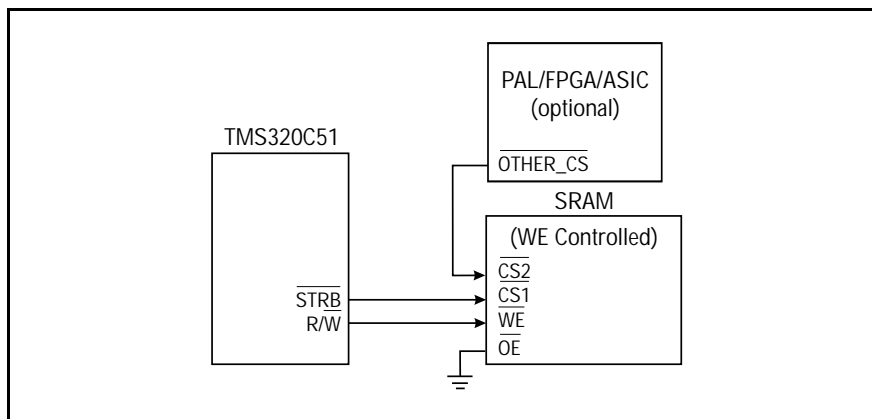 PAL/FPGA/ASIC
(optional)
OTHER_CS
TMS320C51
STRB
R/W
SRAM
(WE Controlled)
CS2
CS1
WE
OE